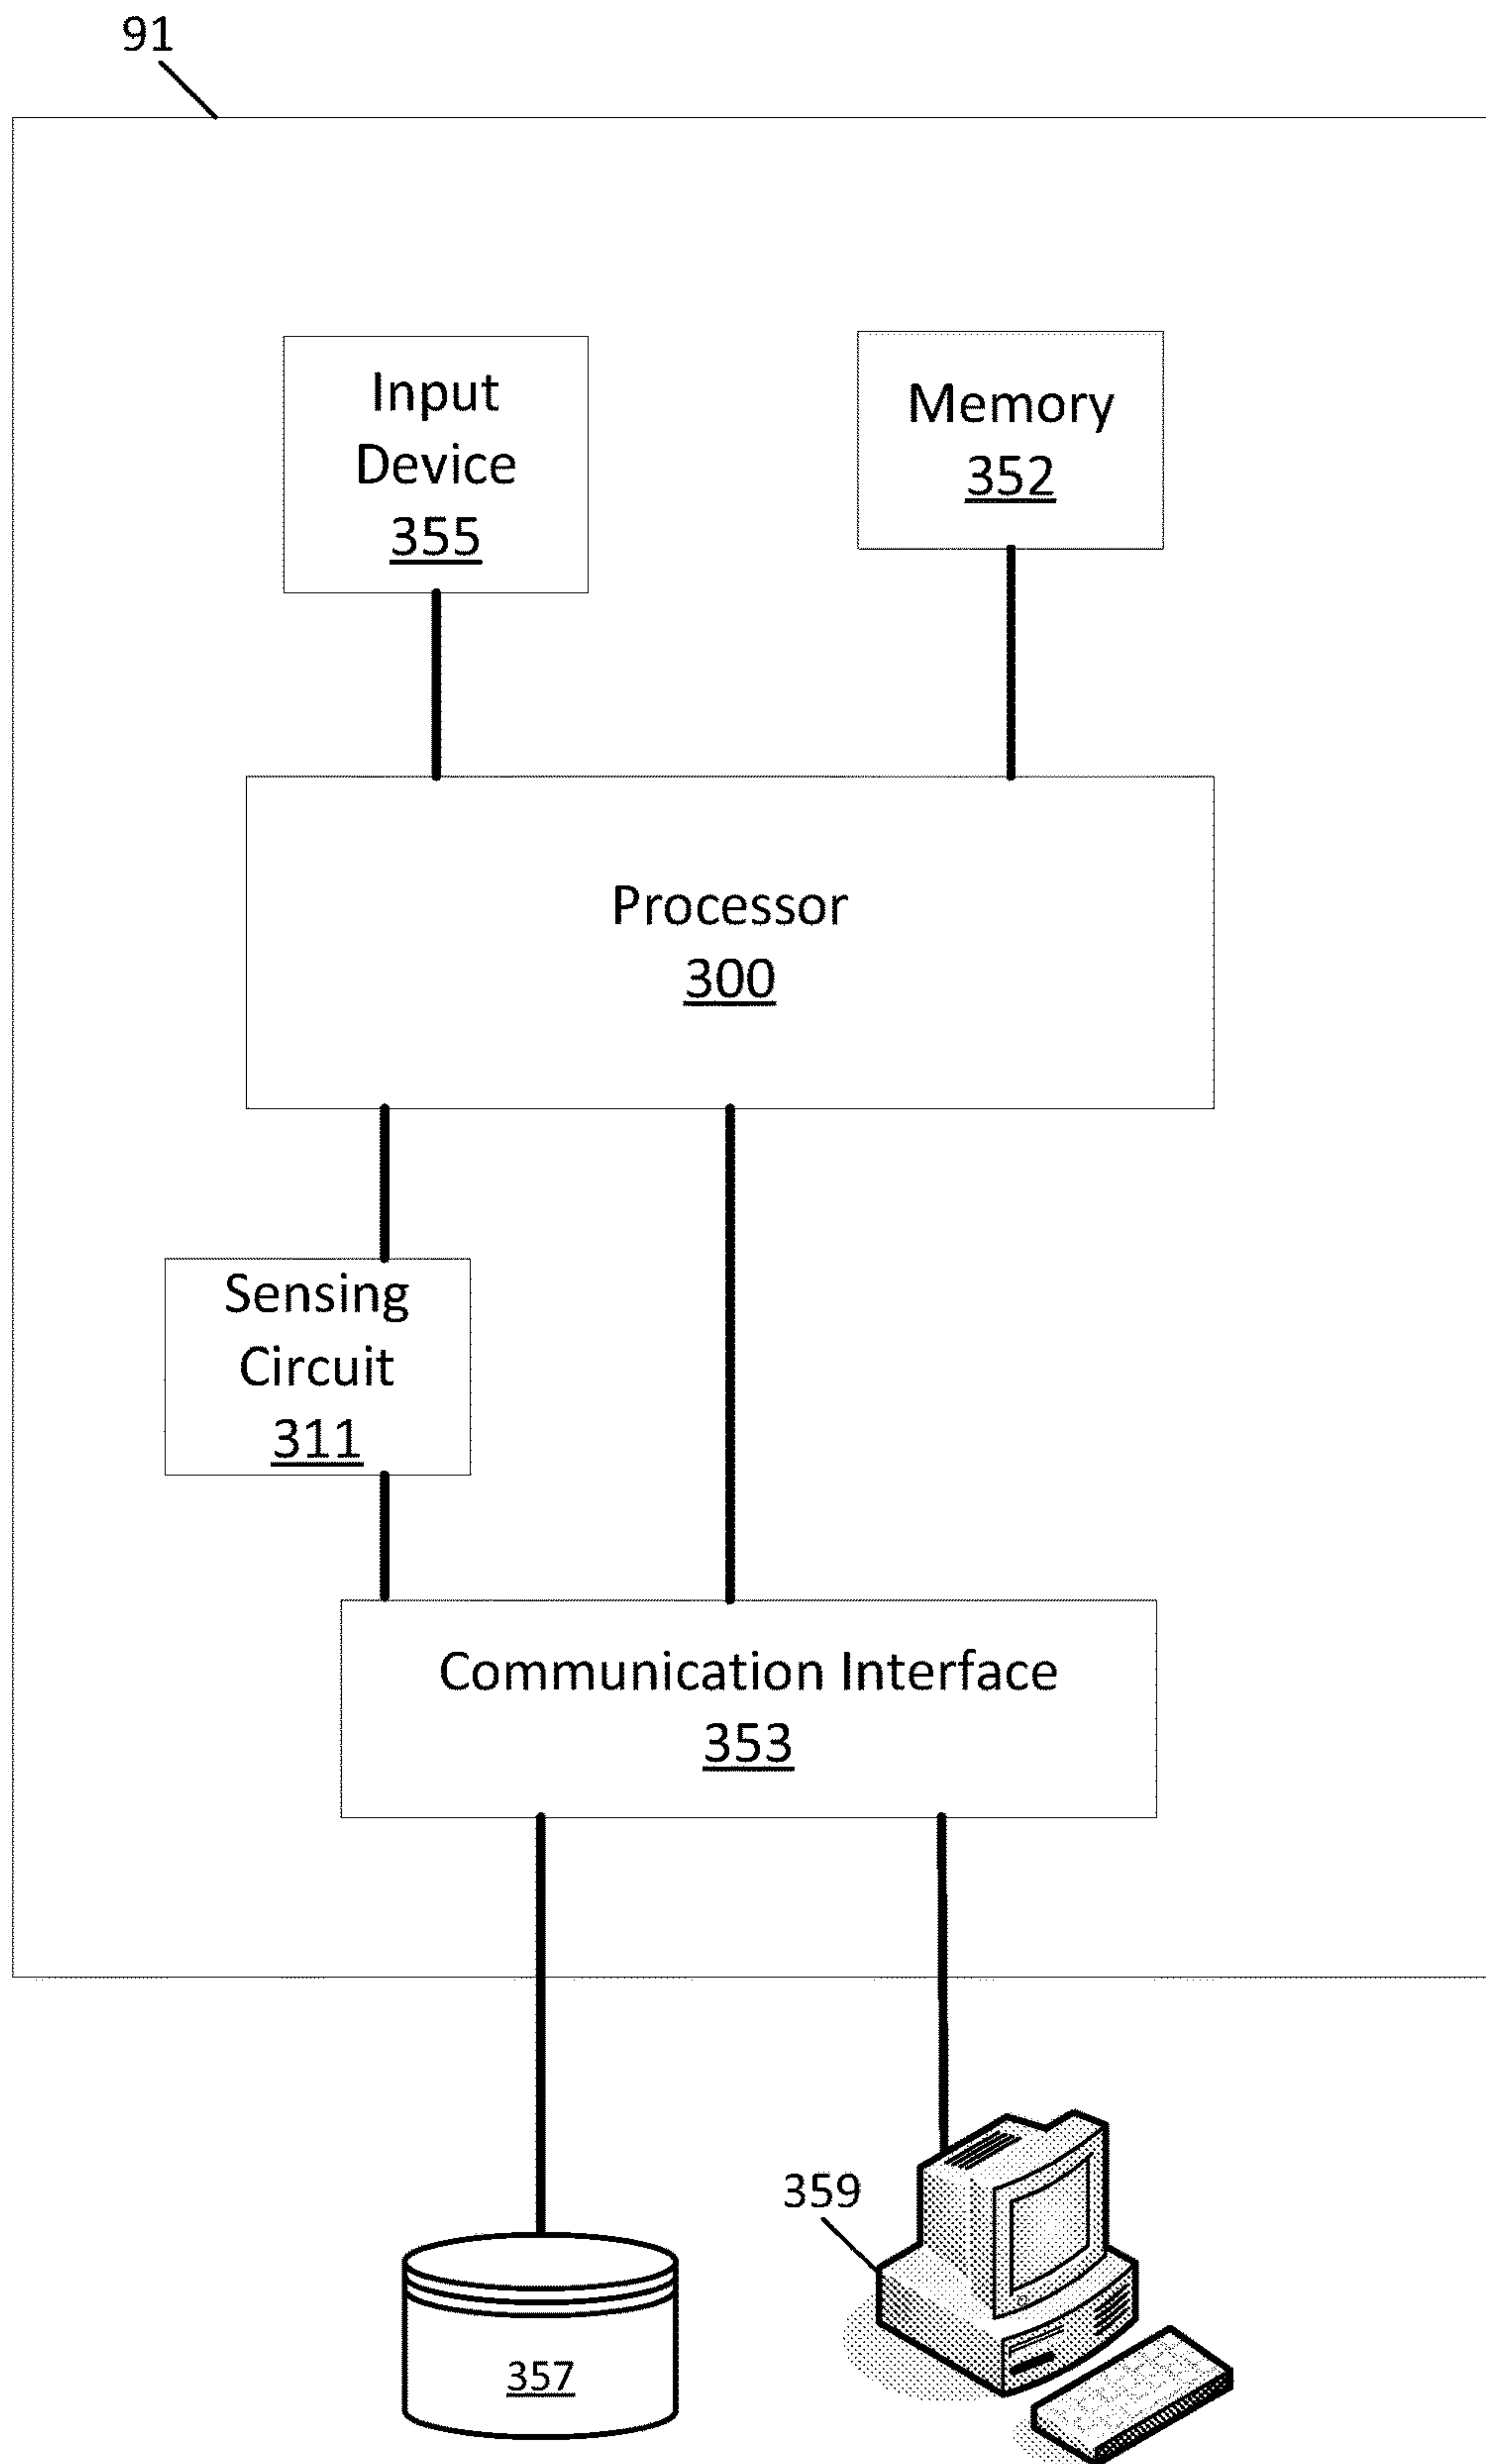 91
Input
Device
355
Memory
352
Processor
300
Sensing
Circuit
311
Communication Interface
353
359
357